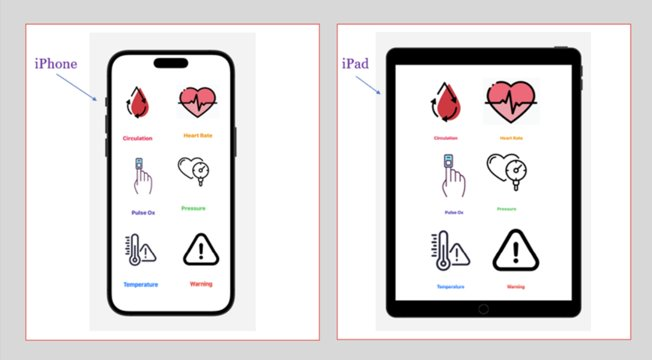 iPhone
Circulation
Heart Rate
Pulse Ox
Pressure
Temperature
Warning
iPad
Circulation
Heart Rate
Pulse Ox
Pressure
Temperature
Warning